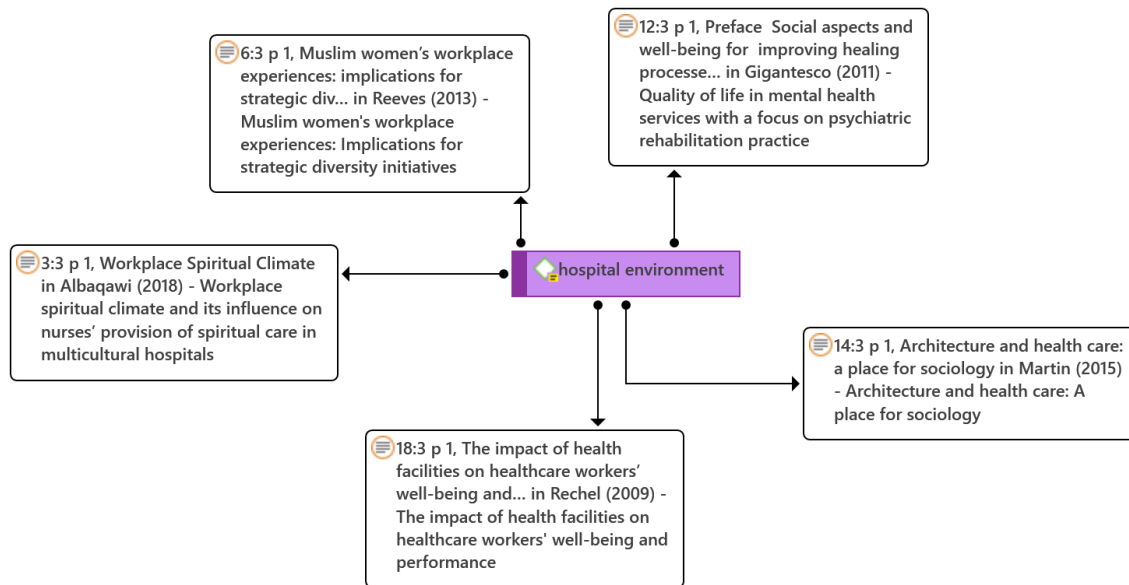 6:3 p 1, Muslim women’s workplace
experiences: implications for
strategic div... in Reeves (2013) -
Muslim women's workplace
experiences: Implications for
strategic diversity initiatives
12:3 p 1, Preface  Social aspects
and well-being for  improving healing
processe... in Gigantesco (2011) -
Quality of life in mental health
services with a focus on psychiatric
rehabilitation practice
3:3 p 1, Workplace Spiritual Climate
in Albaqawi (2018) - Workplace
spiritual climate and its influence on
nurses’ provision of spiritual care in
multicultural hospitals
hospital environment
14:3 p 1, Architecture and health care:
a place for sociology in Martin (2015)
- Architecture and health care: A
place for sociology
18:3 p 1, The impact of health
facilities on healthcare workers’
well-being and... in Rechel (2009) -
The impact of health facilities on
healthcare workers' well-being and
performance